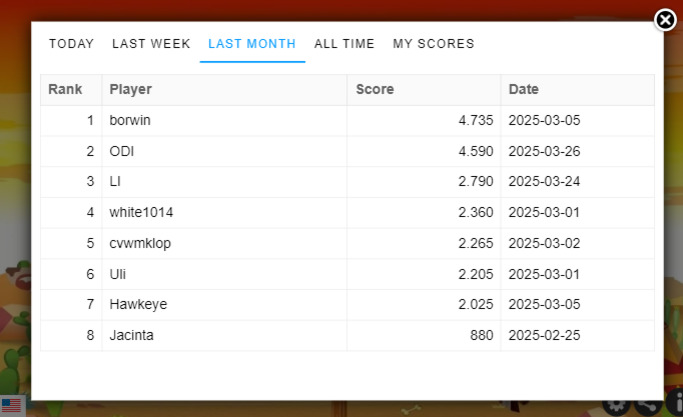 TODAY LAST WEEK LAST MONTH ALL TIME MY SCORES
Rank Player Score Date
1 borwin 4.735 2025-03-05
2 ODI 4.590 2025-03-26
3 LI 2.790 2025-03-24
4 white1014 2.360 2025-03-01
5 cvwmklop 2.265 2025-03-02
6 Uli 2.205 2025-03-01
7 Hawkeye 2.025 2025-03-05
8 Jacinta 880 2025-02-25